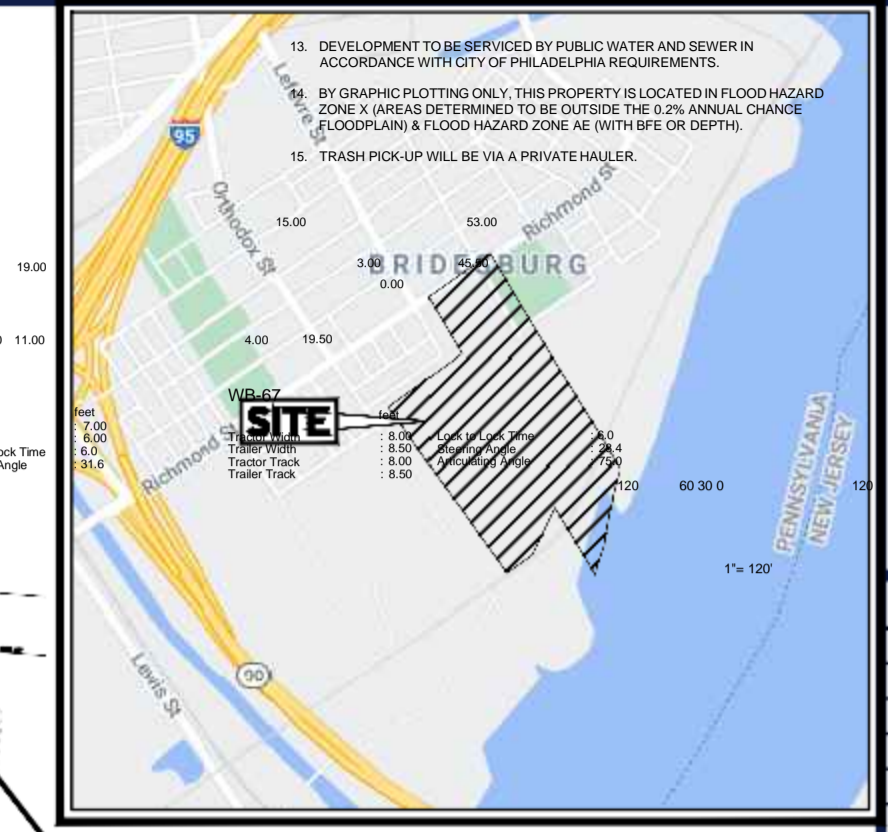 13. DEVELOPMENT TO BE SERVICED BY PUBLIC WATER AND SEWER IN
ACCORDANCE WITH CITY OF PHILADELPHIA REQUIREMENTS.
14. BY GRAPHIC PLOTTING ONLY, THIS PROPERTY IS LOCATED IN FLOOD HAZARD
ZONE X (AREAS DETERMINED TO BE OUTSIDE THE 0.2% ANNUAL CHANCE
FLOODPLAIN) & FLOOD HAZARD ZONE AE (WITH BFE OR DEPTH).
15. TRASH PICK-UP WILL BE VIA A PRIVATE HAULER.
Lefevre St
95
Orthodox St
Richmond St
15.00
53.00
19.00
3.00
BRIDESBURG
45.50
0.00
11.00
4.00
19.50
WB-67
SITE
feet
feet
: 7.00
: 6.00
Lock Time : 6.0
Angle : 31.6
Tractor Width : 8.00
Lock to Lock Time : 6.0
Trailer Width : 8.50
Steering Angle : 28.4
Tractor Track : 8.00
Articulating Angle : 75.0
Trailer Track : 8.50
Richmond St
120
60 30 0
120
PENNSYLVANIA
NEW JERSEY
1"= 120'
Lewis St
90